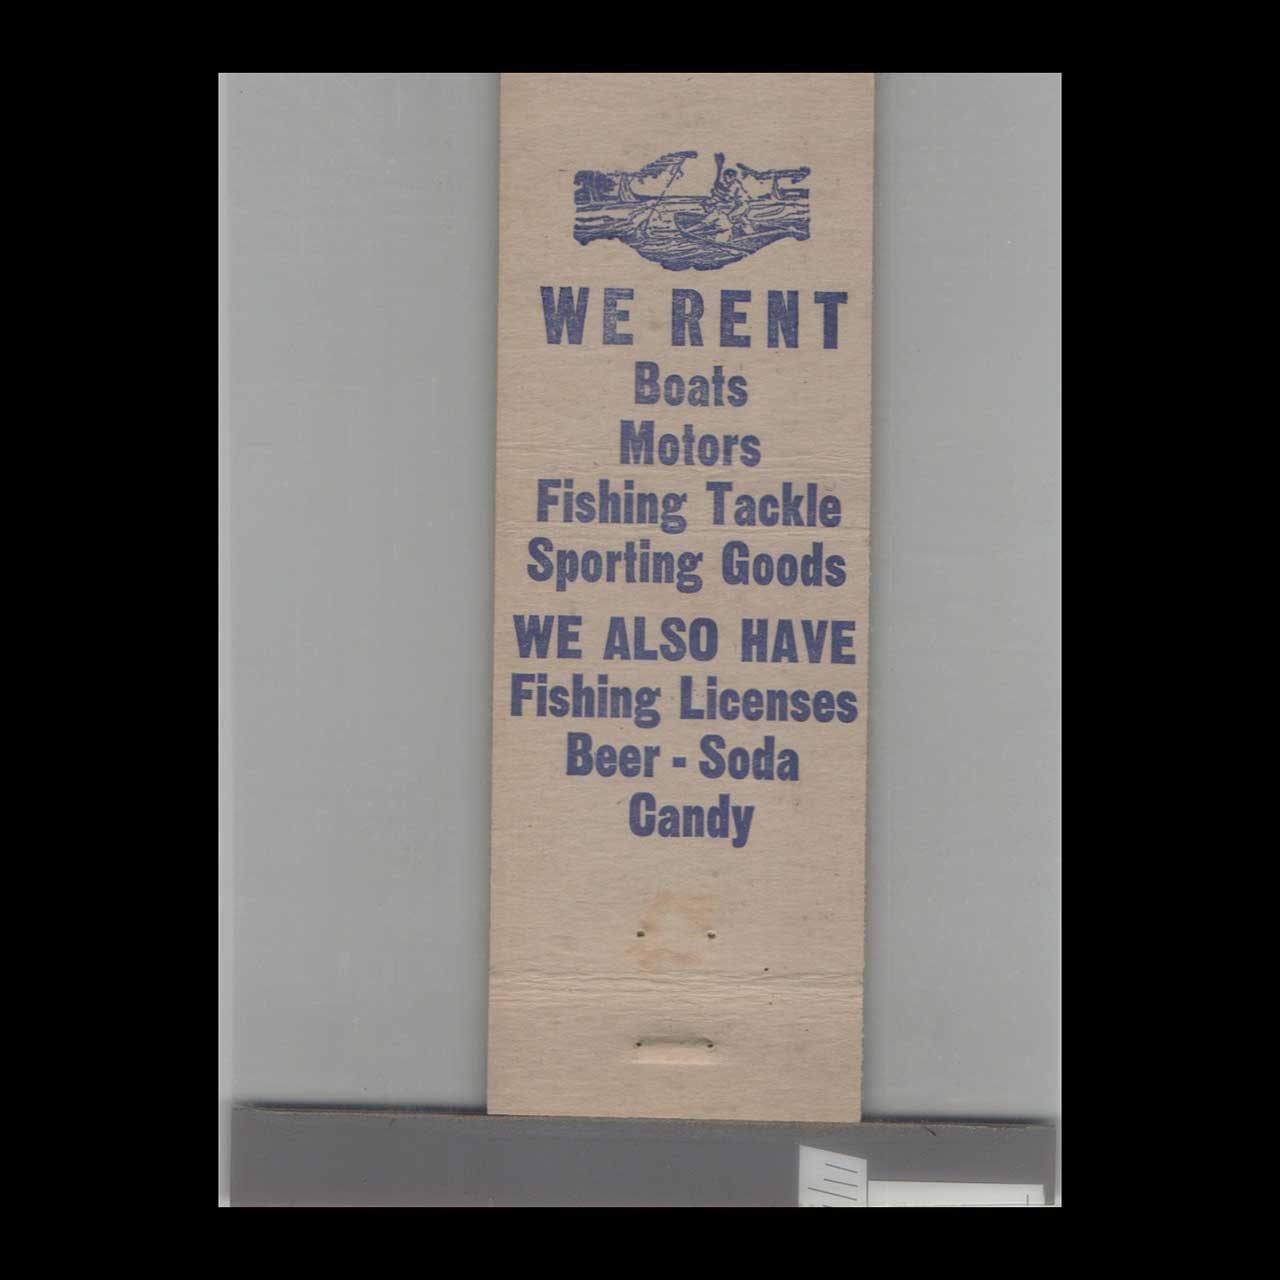 WE RENT
Boats
Motors
Fishing Tackle
Sporting Goods
WE ALSO HAVE
Fishing Licenses
Beer - Soda
Candy